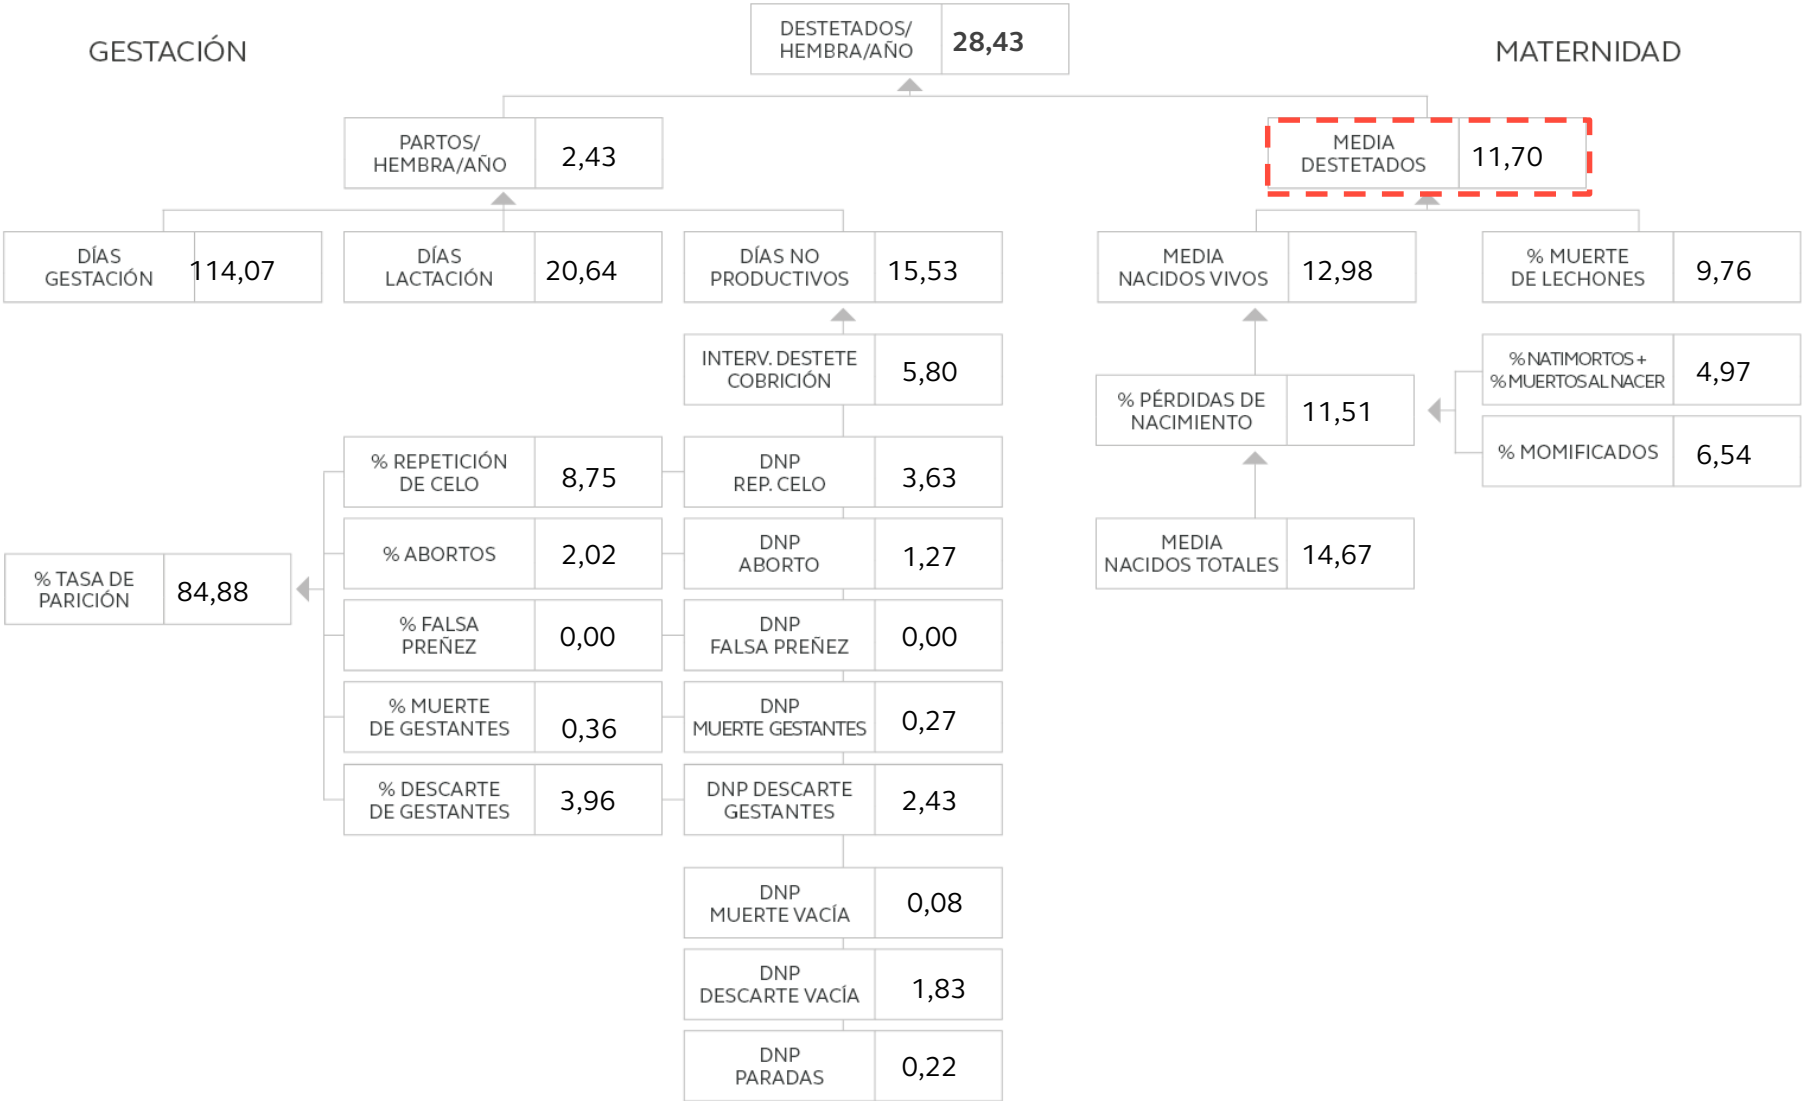 GESTACIÓN
DESTETADOS/
HEMBRA/AÑO
28,43
MATERNIDAD
PARTOS/
HEMBRA/AÑO
2,43
MEDIA
DESTETADOS
11,70
DÍAS
GESTACIÓN
114,07
DÍAS
LACTACIÓN
20,64
DÍAS NO
PRODUCTIVOS
15,53
MEDIA
NACIDOS VIVOS
12,98
% MUERTE
DE LECHONES
9,76
INTERV. DESTETE
COBRICIÓN
5,80
% PÉRDIDAS DE
NACIMIENTO
11,51
% NATIMORTOS +
% MUERTOS AL NACER
4,97
% MOMIFICADOS
6,54
% REPETICIÓN
DE CELO
8,75
DNP
REP. CELO
3,63
% ABORTOS
2,02
DNP
ABORTO
1,27
MEDIA
NACIDOS TOTALES
14,67
% TASA DE
PARICIÓN
84,88
% FALSA
PREÑEZ
0,00
DNP
FALSA PREÑEZ
0,00
% MUERTE
DE GESTANTES
0,36
DNP
MUERTE GESTANTES
0,27
% DESCARTE
DE GESTANTES
3,96
DNP DESCARTE
GESTANTES
2,43
DNP
MUERTE VACÍA
0,08
DNP
DESCARTE VACÍA
1,83
DNP
PARADAS
0,22